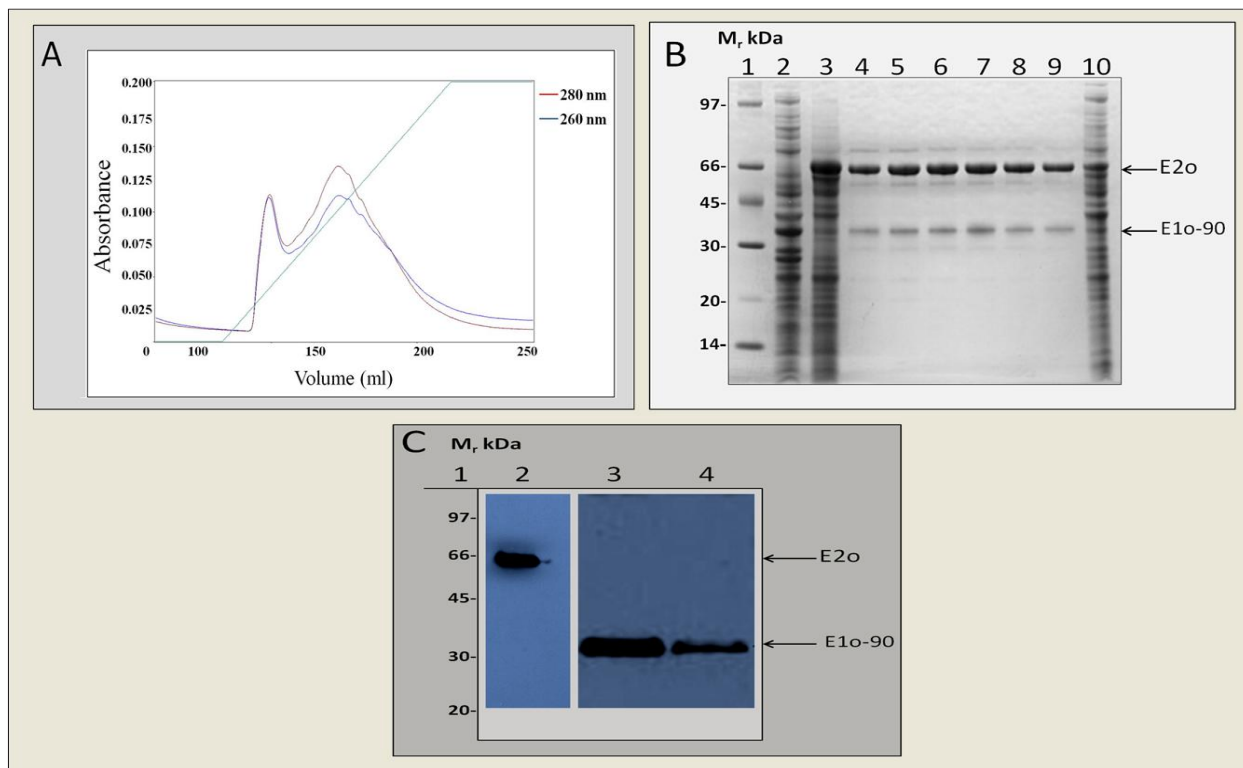 A
0.200
0.175
0.150
0.125
0.100
0.075
0.050
0.025
0 100 150 200 250
Absorbance
Volume (ml)
280 nm
260 nm
B
Mr kDa
1 2 3 4 5 6 7 8 9 10
97-
66-
45-
30-
20-
14-
E2o
E1o-90
C
Mr kDa
1 2 3 4
97-
66-
45-
30-
20-
E2o
E1o-90